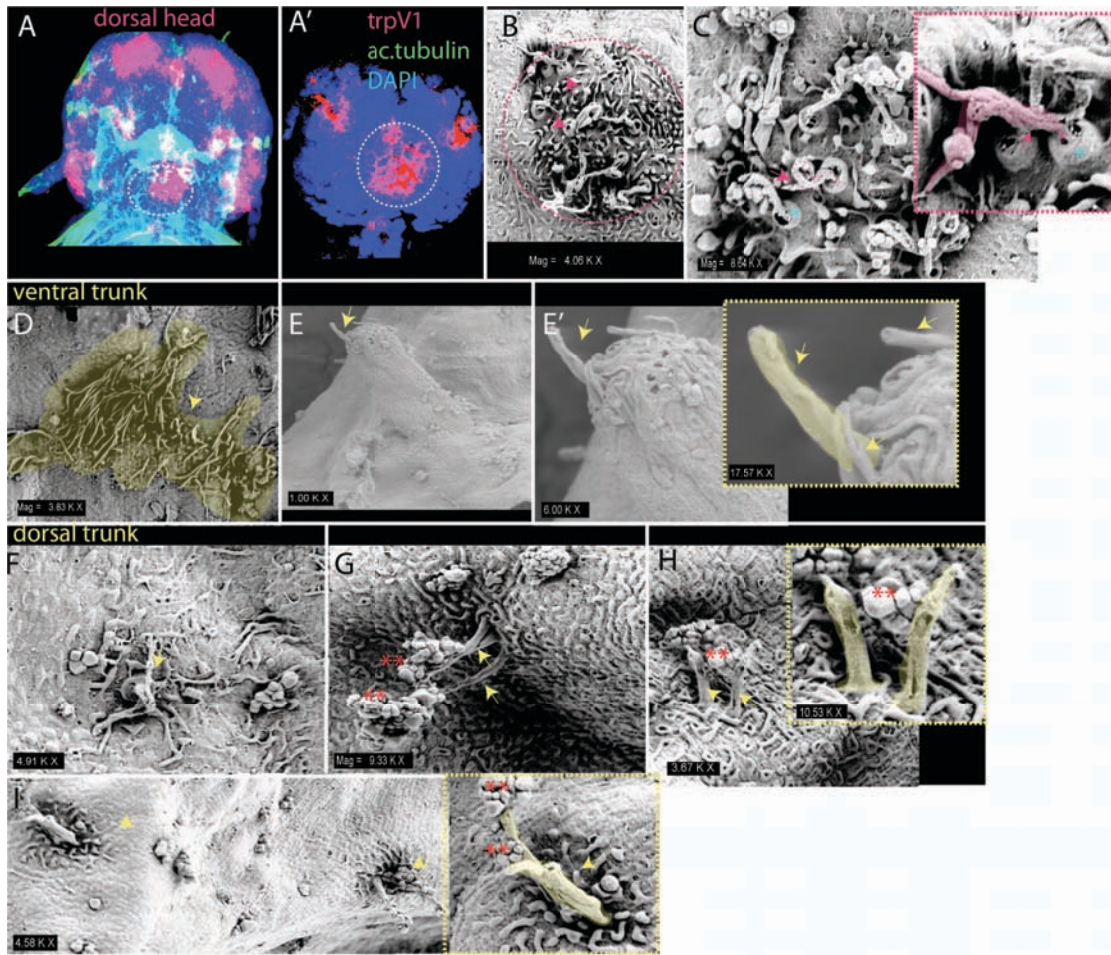 A
dorsal head
A'
trpV1
ac.tubulin
DAPI
B
Mag = 4.06 K X
C
Mag = 8.64 K X
*
*
ventral trunk
D
Mag = 3.83 K X
E
1.00 K X
E'
6.00 K X
17.57 K X
dorsal trunk
F
4.91 K X
G
**
**
Mag = 9.33 K X
H
**
3.67 K X
**
10.53 K X
I
4.58 K X
**
**